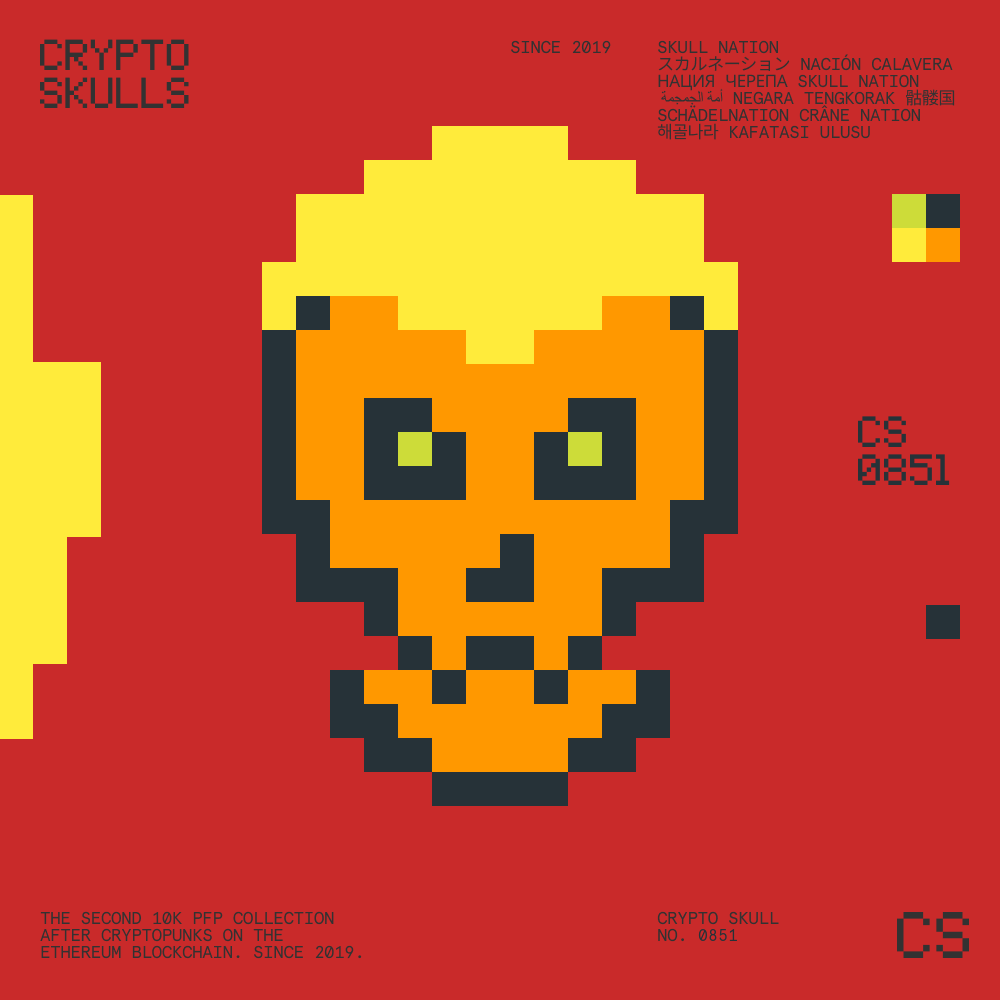 CRYPTO
SKULLS
SINCE 2019
SKULL NATION
スカルネーション NACIÓN CALAVERA
НАЦИЯ ЧЕРЕПА SKULL NATION
أمة الجمجمة NEGARA TENGKORAK 骷髅国
SCHÄDELNATION CRÂNE NATION
해골나라 KAFATASI ULUSU
CS
0851
THE SECOND 10K PFP COLLECTION
AFTER CRYPTOPUNKS ON THE
ETHEREUM BLOCKCHAIN. SINCE 2019.
CRYPTO SKULL
NO. 0851
CS